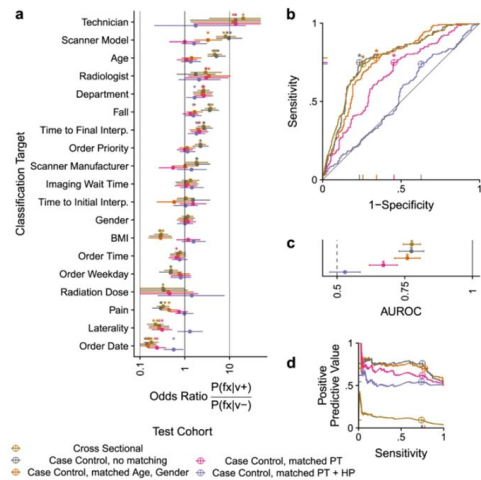 a
Classification Target
Technician
Scanner Model
Age
Radiologist
Department
Fall
Time to Final Interp.
Order Priority
Scanner Manufacturer
Imaging Wait Time
Time to Initial Interp.
Gender
BMI
Order Time
Order Weekday
Radiation Dose
Pain
Laterality
Order Date
0.1
1
10
Odds Ratio P(fx|v+)
P(fx|v−)
b
Sensitivity
1
.5
0
0
.5
1
1−Specificity
c
0.5
0.75
1
AUROC
d
Positive
Predictive Value
1
.5
0
0
.5
1
Sensitivity
Test Cohort
Cross Sectional
Case Control, no matching
Case Control, matched Age, Gender
Case Control, matched PT
Case Control, matched PT + HP